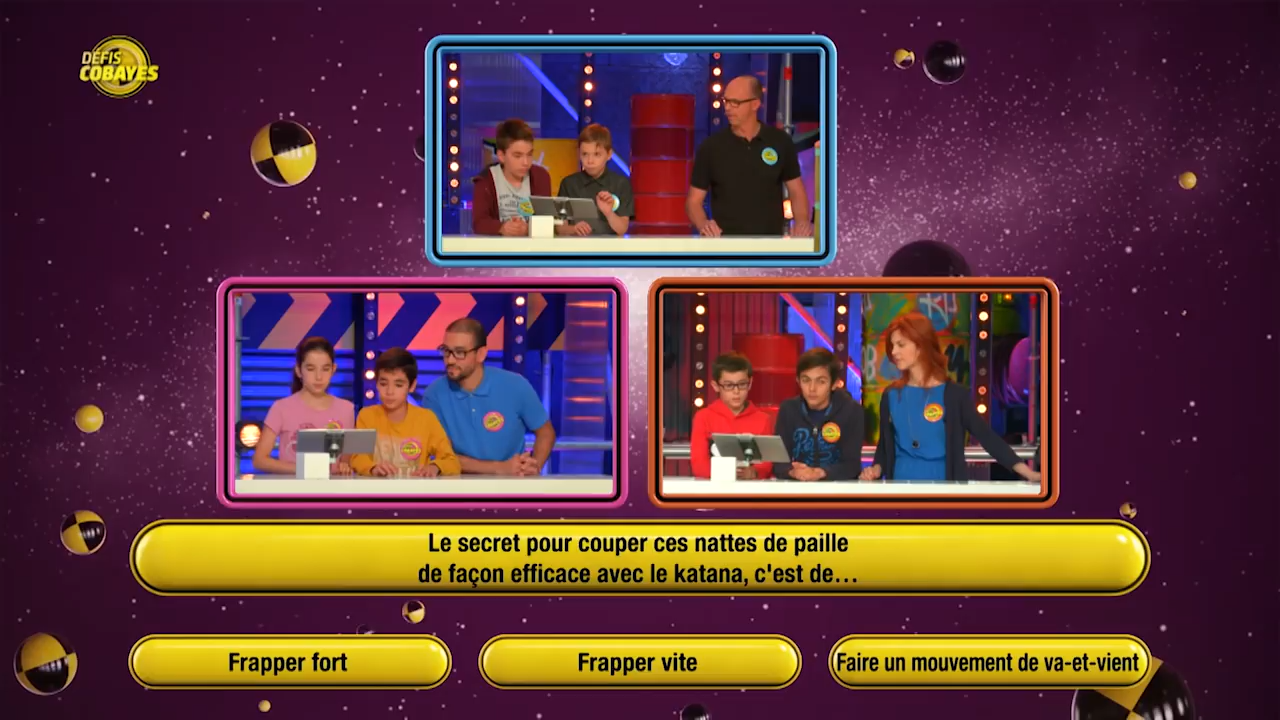 DÉFIS
COBAYES
Le secret pour couper ces nattes de paille
de façon efficace avec le katana, c'est de...
Frapper fort
Frapper vite
Faire un mouvement de va-et-vient